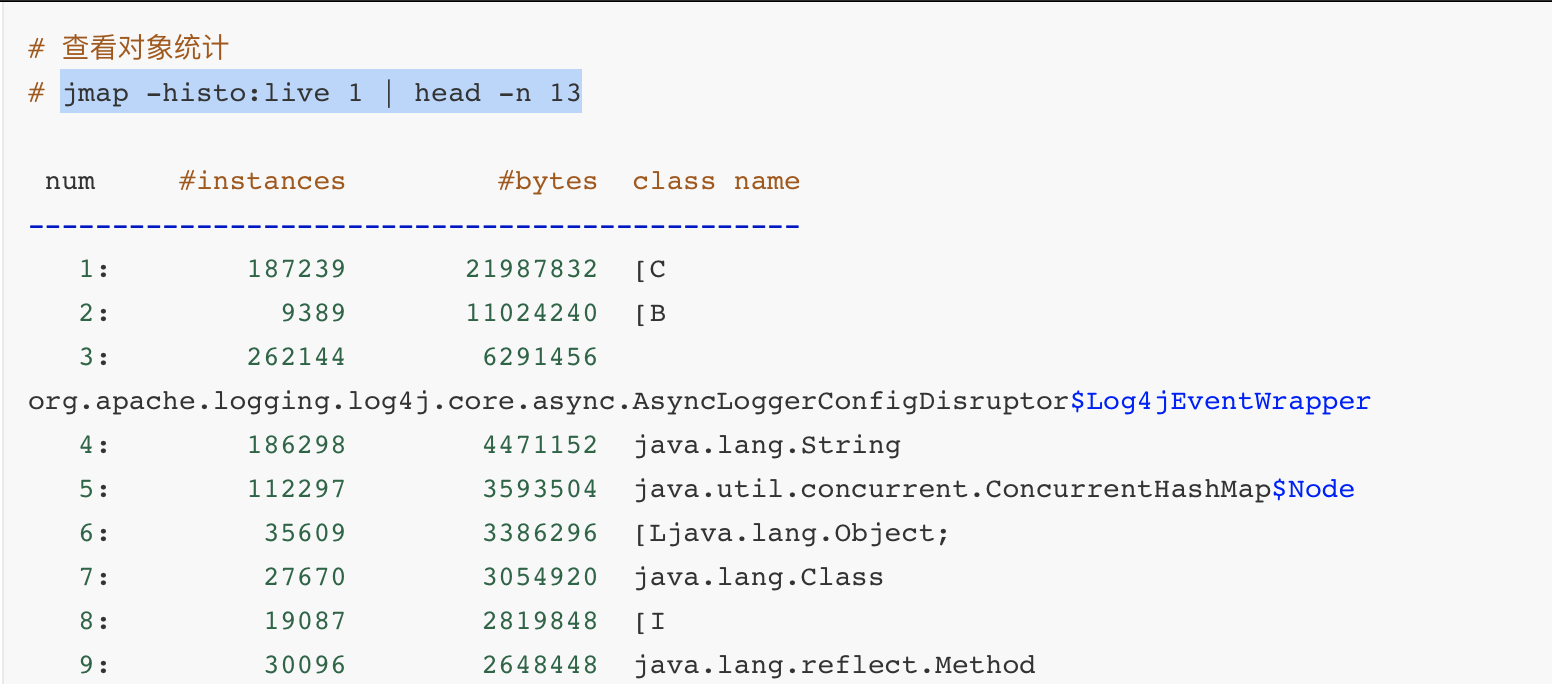 # 查看对象统计
# jmap -histo:live 1 | head -n 13
num #instances #bytes class name
----------------------------------------------
1: 187239 21987832 [C
2: 9389 11024240 [B
3: 262144 6291456
org.apache.logging.log4j.core.async.AsyncLoggerConfigDisruptor$Log4jEventWrapper
4: 186298 4471152 java.lang.String
5: 112297 3593504 java.util.concurrent.ConcurrentHashMap$Node
6: 35609 3386296 [Ljava.lang.Object;
7: 27670 3054920 java.lang.Class
8: 19087 2819848 [I
9: 30096 2648448 java.lang.reflect.Method